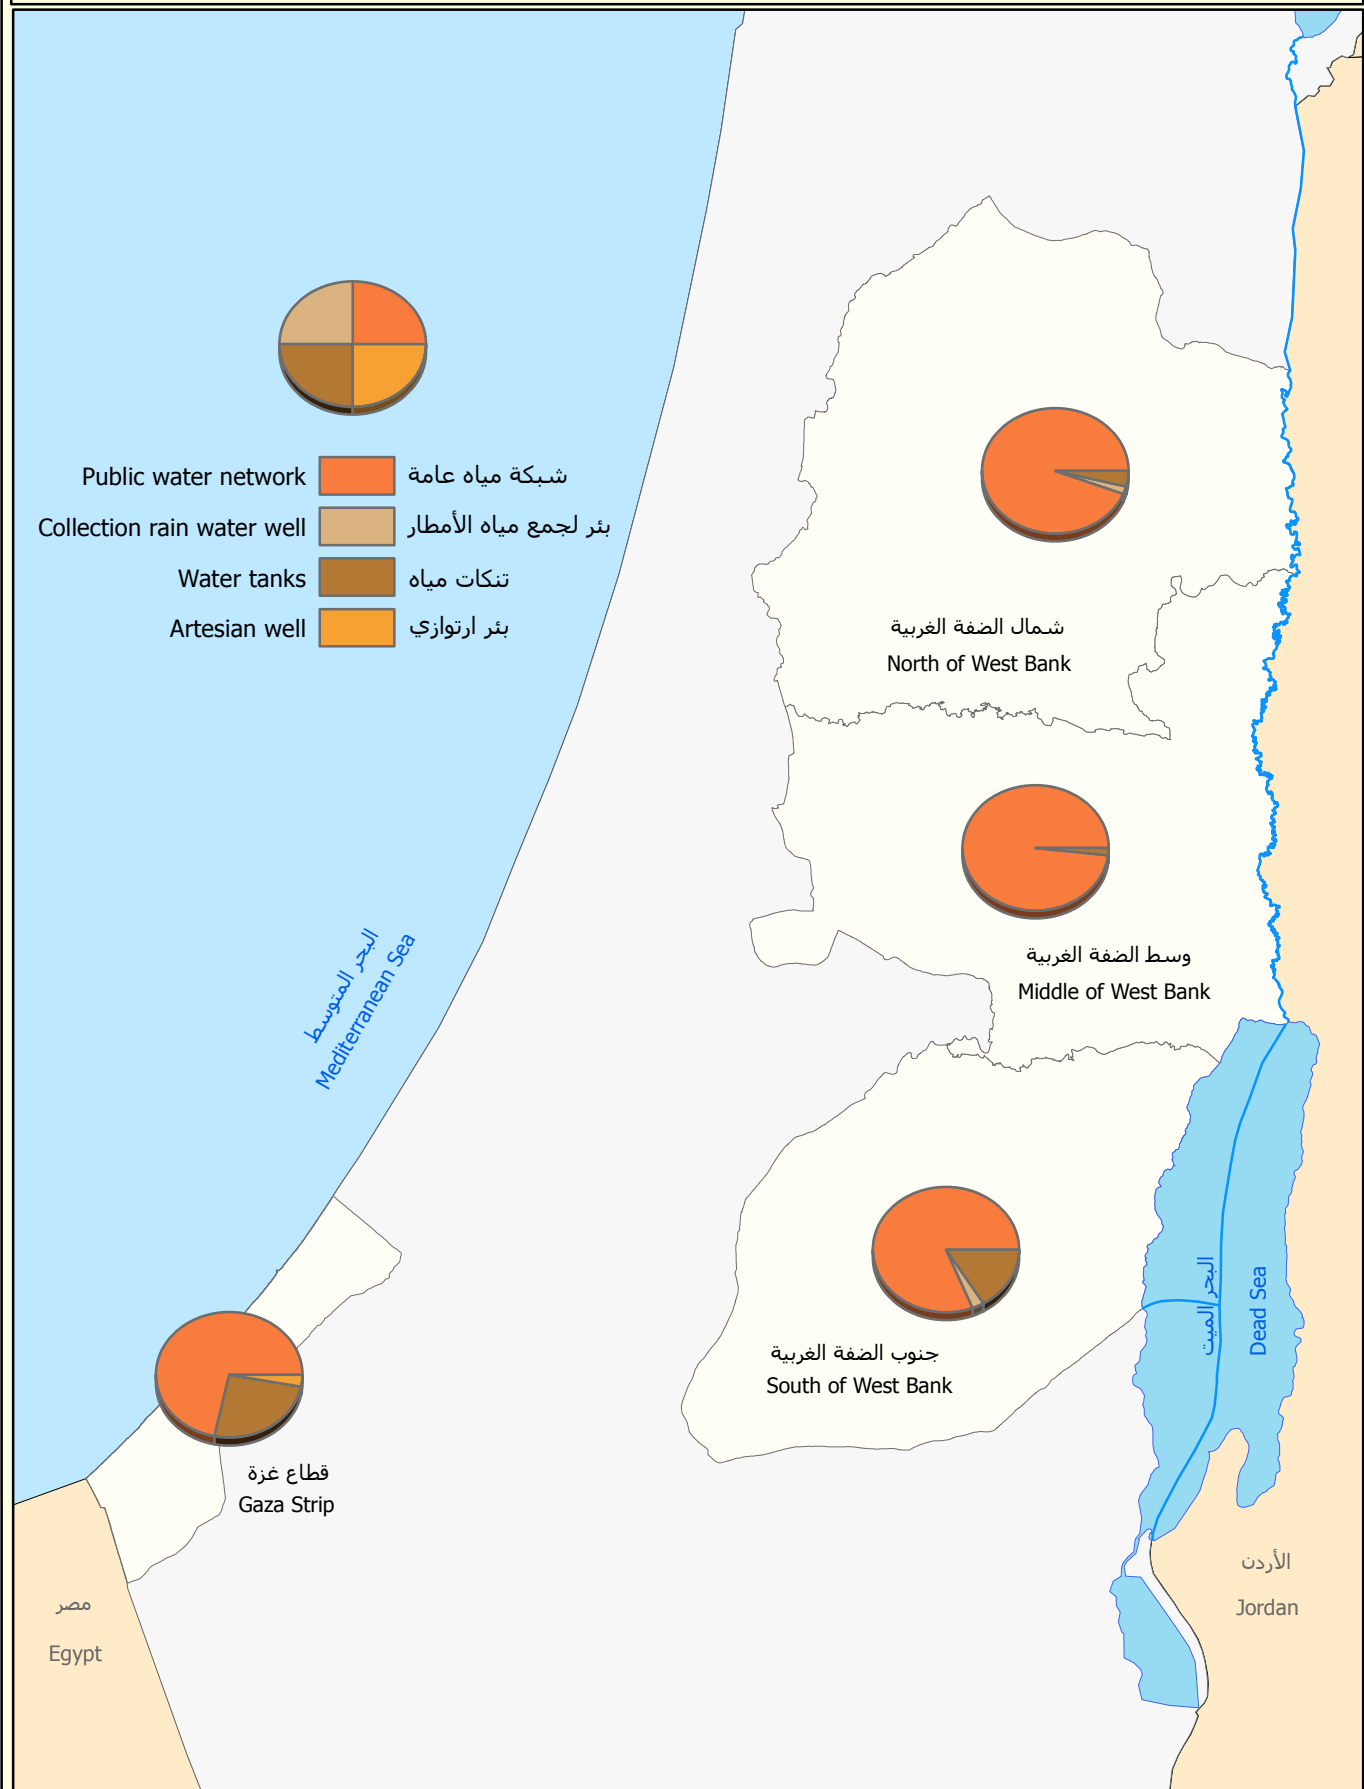 Public water network شبكة مياه عامة
Collection rain water well بئر لجمع مياه الأمطار
Water tanks تنكات مياه
Artesian well بئر ارتوازي
شمال الضفة الغربية
North of West Bank
وسط الضفة الغربية
Middle of West Bank
البحر المتوسط
Mediterranean Sea
البحر الميت
Dead Sea
جنوب الضفة الغربية
South of West Bank
قطاع غزة
Gaza Strip
مصر
Egypt
الأردن
Jordan